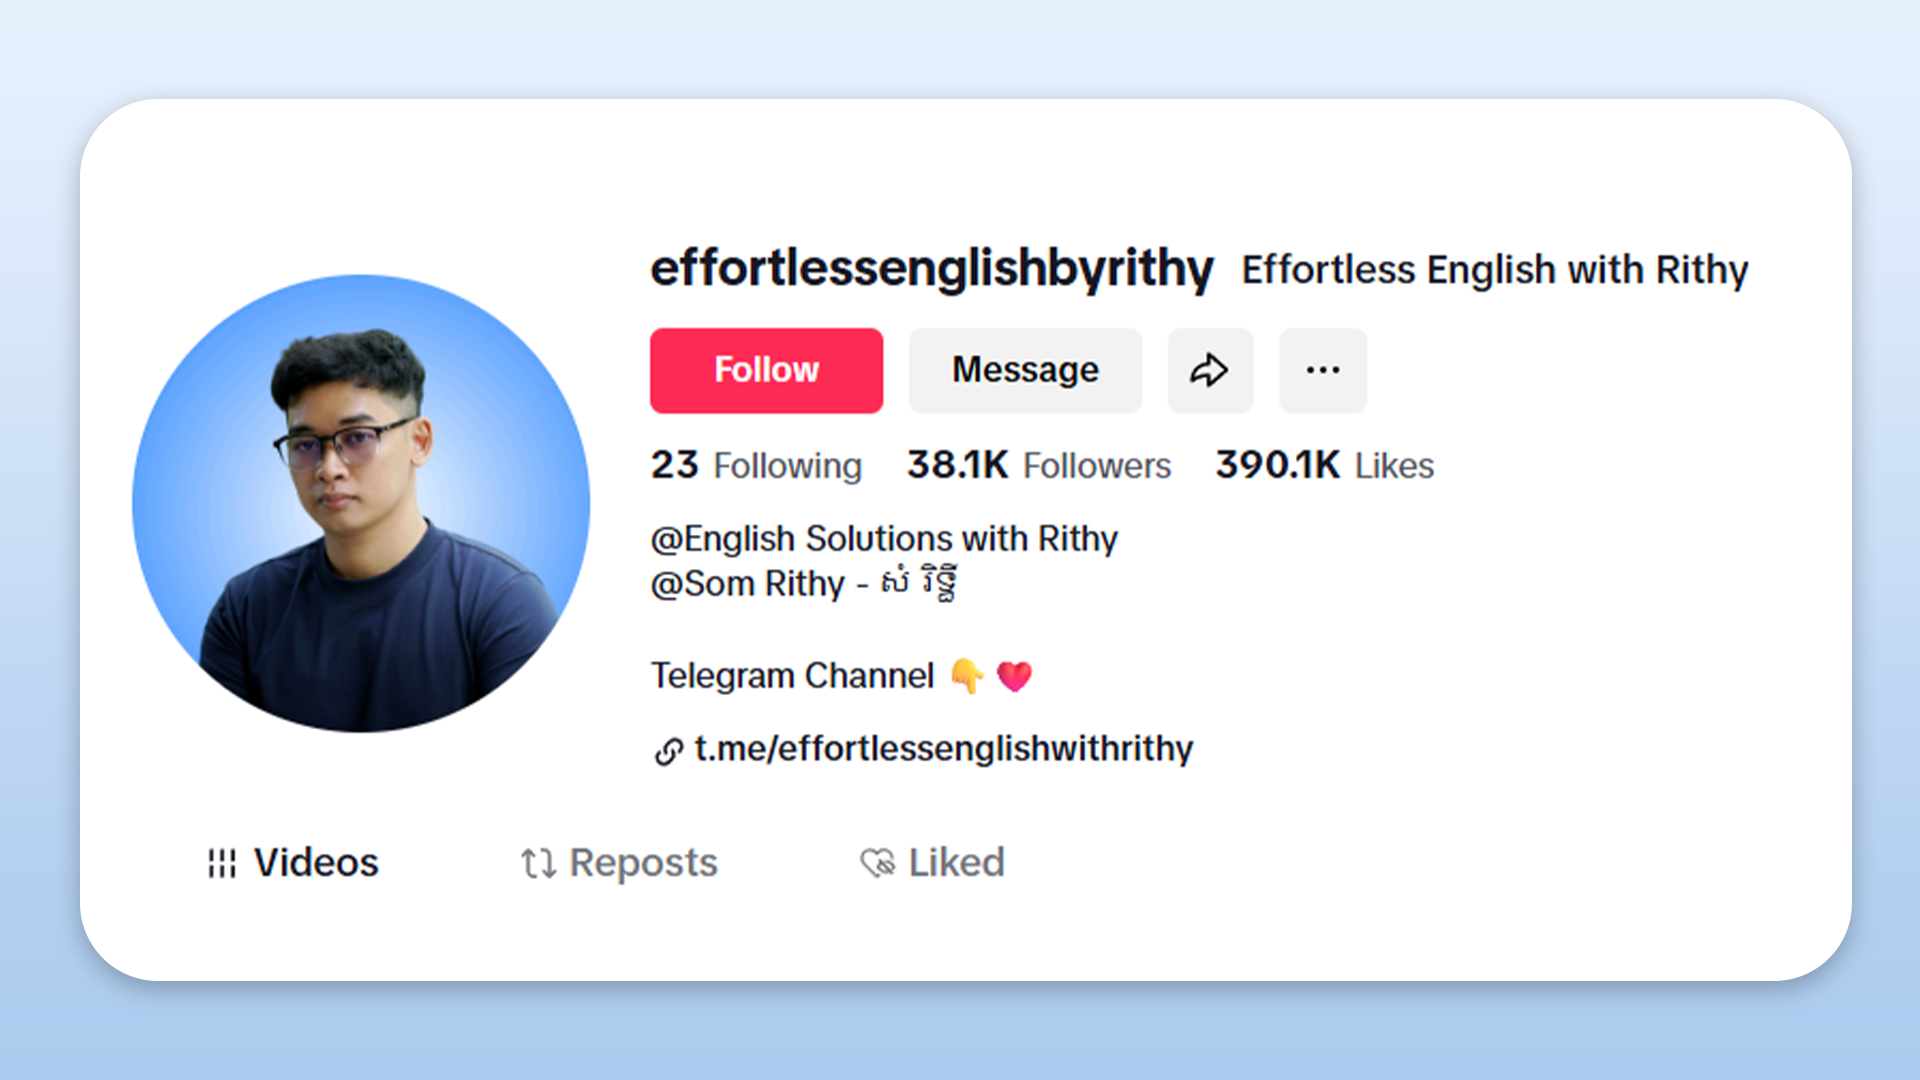 effortlessenglishbyrithy Effortless English with Rithy
Follow Message
23 Following 38.1K Followers 390.1K Likes
@English Solutions with Rithy
@Som Rithy - សំ រិទ្ធី
Telegram Channel 👇 ❤️
t.me/effortlessenglishwithrithy
Videos Reposts Liked